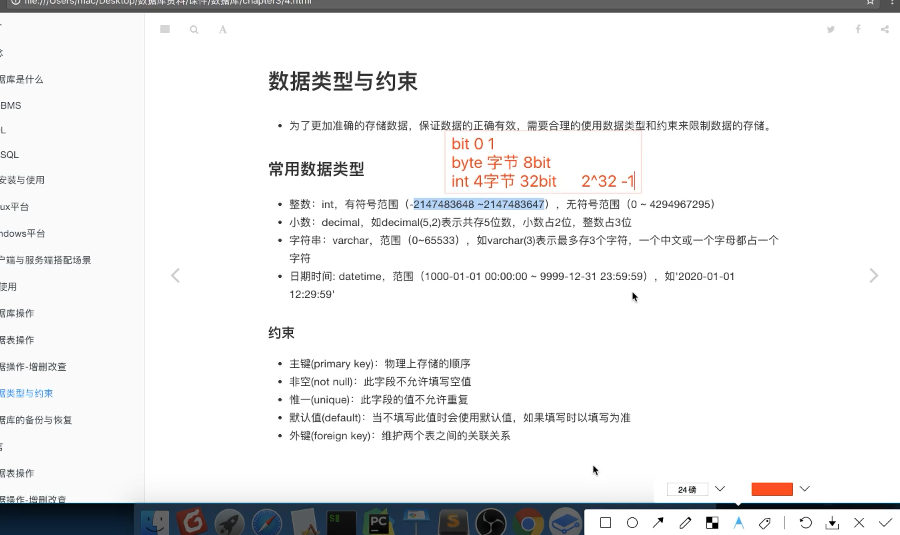 file:///Users/mac/Desktop/数据库资料/课件/数据库/chapter3/4.html
念
据库是什么
BMS
L
SQL
安装与使用
ux平台
ndows平台
户端与服务端搭配场景
使用
据库操作
据表操作
据操作-增删改查
据类型与约束
据库的备份与恢复
据表操作
据操作-增删改查
A
数据类型与约束
• 为了更加准确的存储数据，保证数据的正确有效，需要合理的使用数据类型和约束来限制数据的存储。
bit 0 1
byte 字节 8bit
int 4字节 32bit 2^32 -1
常用数据类型
• 整数：int，有符号范围（-2147483648 ~2147483647），无符号范围（0 ~ 4294967295）
• 小数：decimal，如decimal(5,2)表示共存5位数，小数占2位，整数占3位
• 字符串：varchar，范围（0~65533），如varchar(3)表示最多存3个字符，一个中文或一个字母都占一个
字符
• 日期时间: datetime，范围（1000-01-01 00:00:00 ~ 9999-12-31 23:59:59），如'2020-01-01
12:29:59'
约束
• 主键(primary key)：物理上存储的顺序
• 非空(not null)：此字段不允许填写空值
• 惟一(unique)：此字段的值不允许重复
• 默认值(default)：当不填写此值时会使用默认值，如果填写时以填写为准
• 外键(foreign key)：维护两个表之间的关联关系
24 磅
PC
S
A